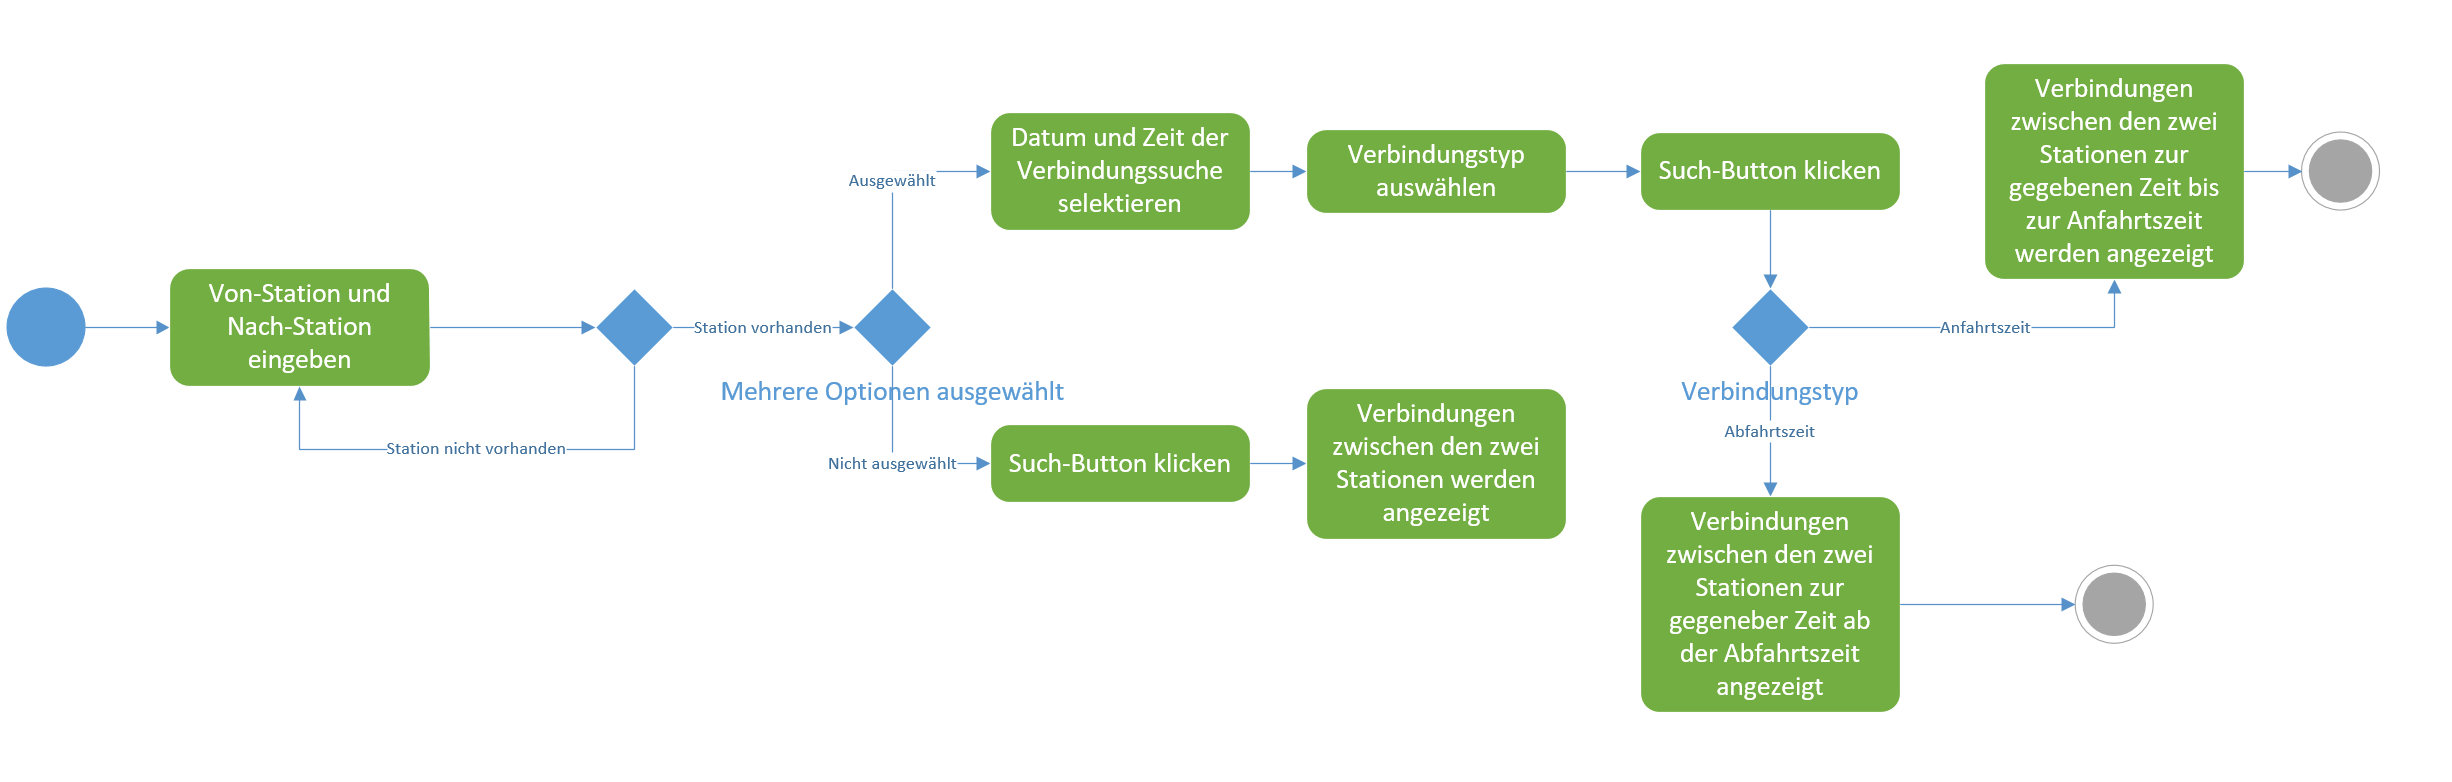 Von-Station und
Nach-Station
eingeben
Station nicht vorhanden
Station vorhanden
Mehrere Optionen ausgewählt
Ausgewählt
Datum und Zeit der
Verbindungssuche
selektieren
Verbindungstyp
auswählen
Such-Button klicken
Nicht ausgewählt
Such-Button klicken
Verbindungen
zwischen den zwei
Stationen werden
angezeigt
Verbindungstyp
Anfahrtszeit
Verbindungen
zwischen den zwei
Stationen zur
gegebenen Zeit bis
zur Anfahrtszeit
werden angezeigt
Abfahrtszeit
Verbindungen
zwischen den zwei
Stationen zur
gegeneber Zeit ab
der Abfahrtszeit
angezeigt